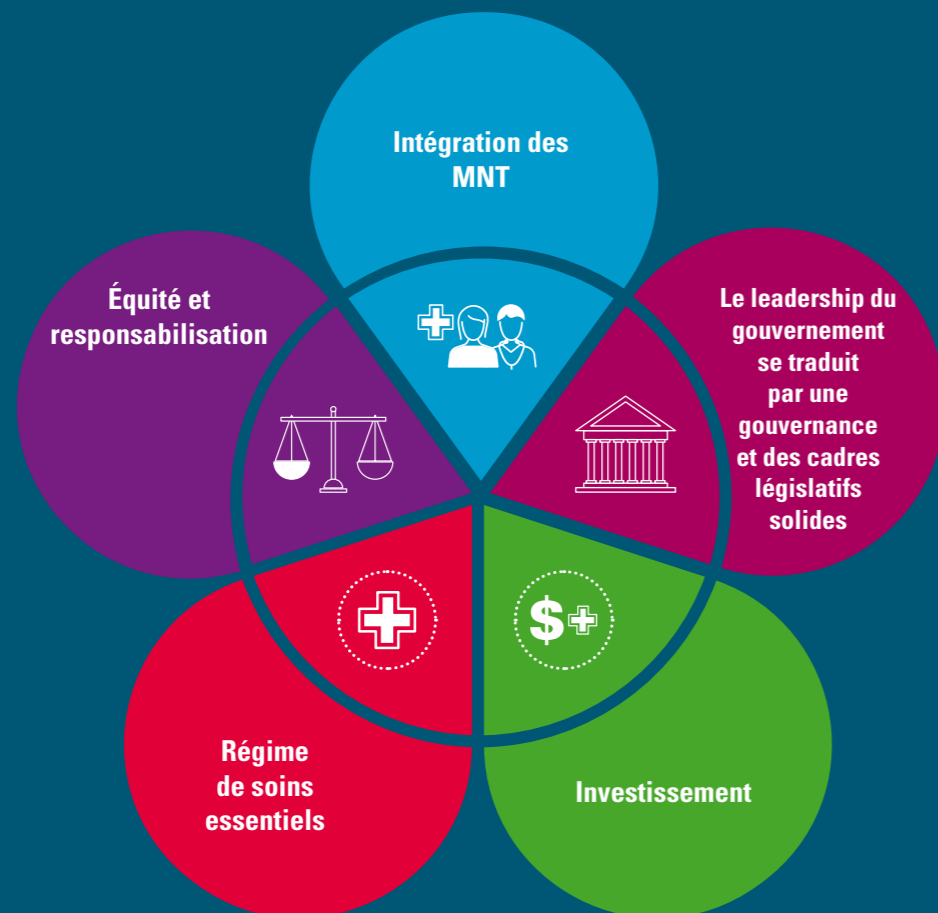 Intégration des
MNT
Équité et
responsabilisation
Le leadership du
gouvernement
se traduit
par une
gouvernance
et des cadres
législatifs
solides
$
Régime
de soins
essentiels
Investissement